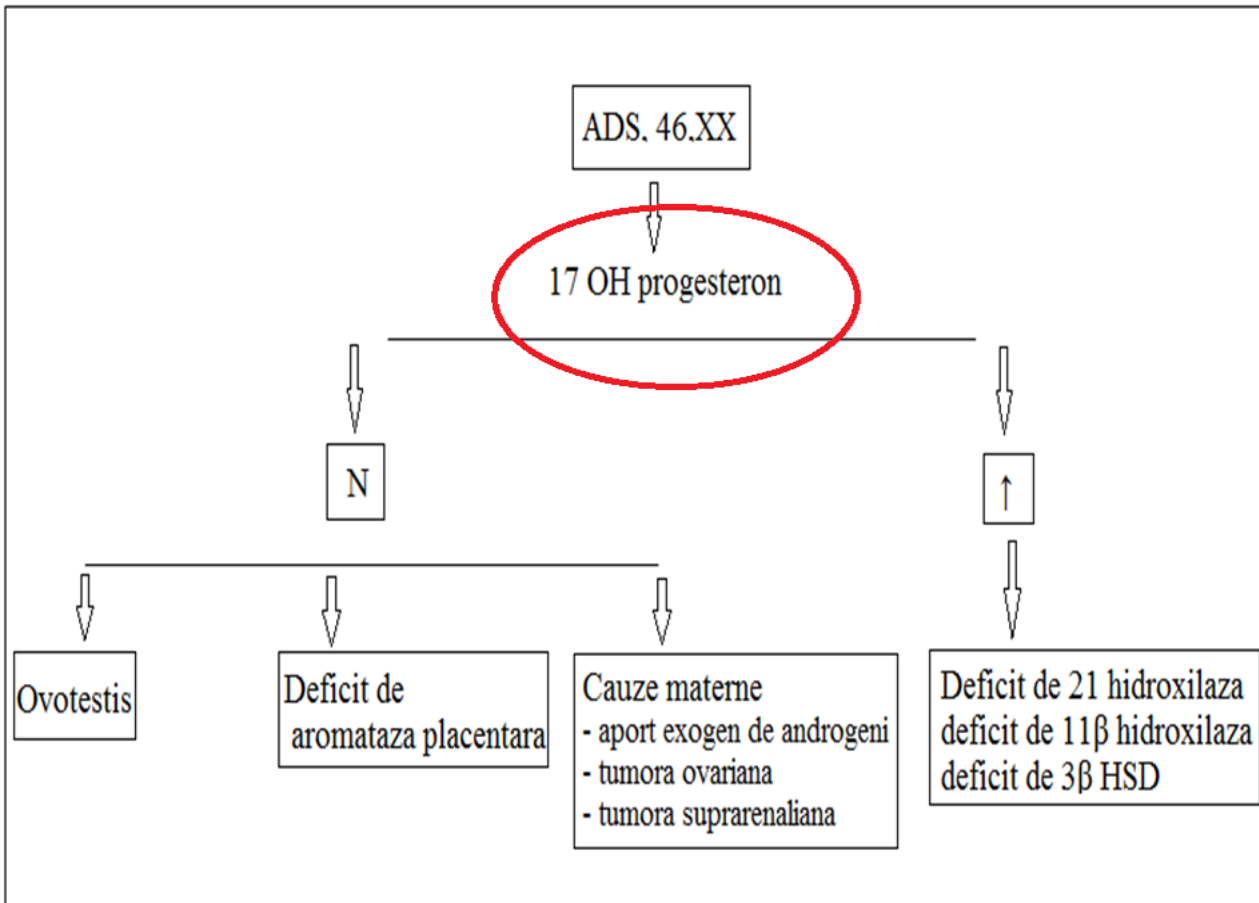 ADS, 46,XX
17 OH progesteron
N
↑
Ovotestis
Deficit de
aromataza placentara
Cauze materne
- aport exogen de androgeni
- tumora ovariana
- tumora suprarenaliana
Deficit de 21 hidroxilaza
deficit de 11β hidroxilaza
deficit de 3β HSD